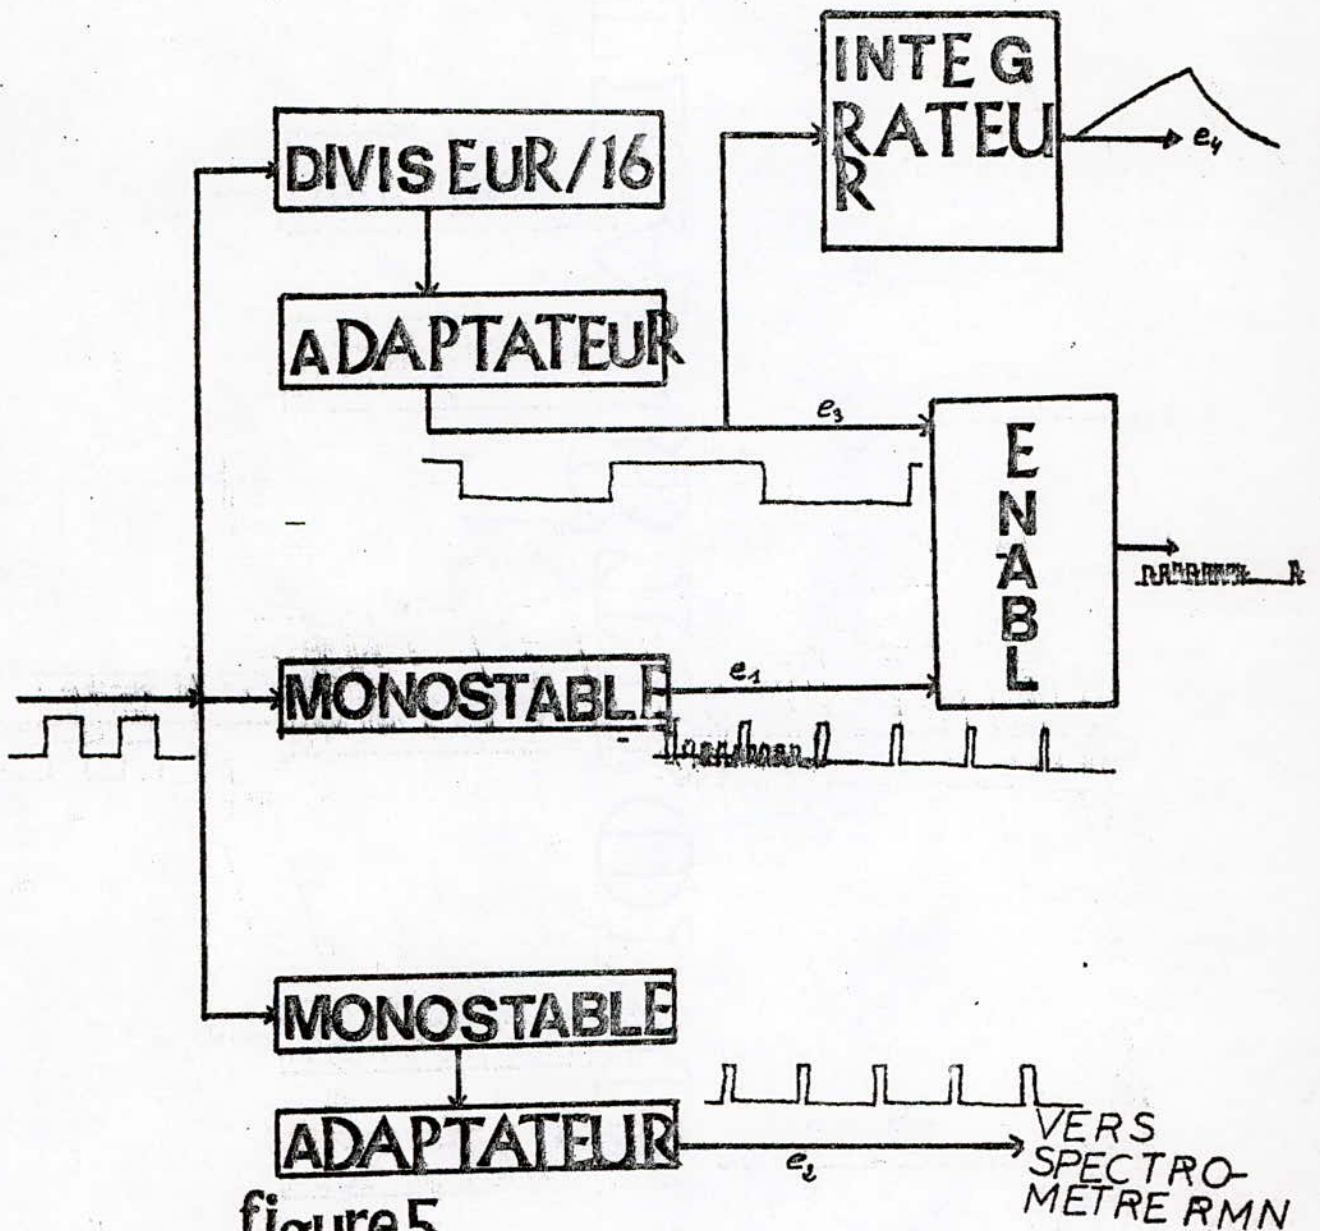 INTEG
RATEU
R
e₄
DIVISEUR/16
ADAPTATEUR
e₃
E
N
A
B
L
MONOSTABLE
e₁
MONOSTABLE
ADAPTATEUR
e₂
VERS
SPECTRO-
METRE RMN
figure 5